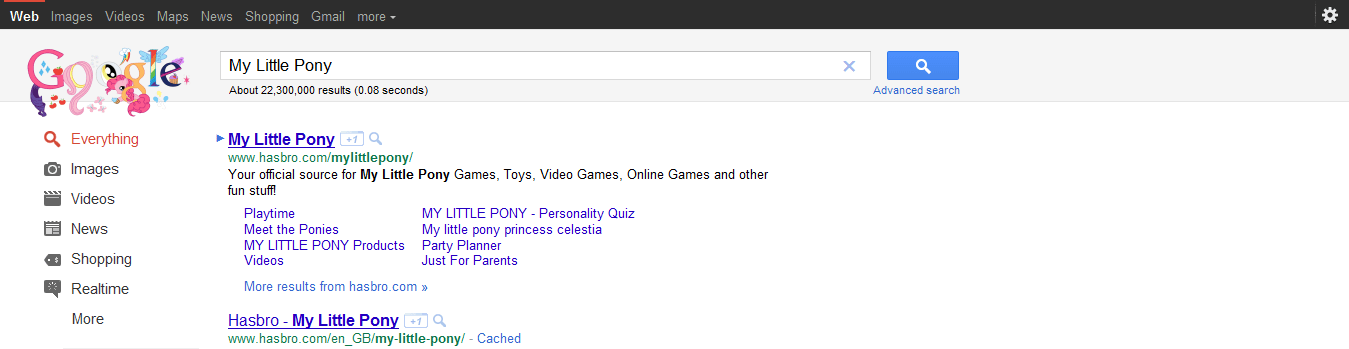 Web Images Videos Maps News Shopping Gmail more
Google
My Little Pony
About 22,300,000 results (0.08 seconds)
Advanced search
Everything
Images
Videos
News
Shopping
Realtime
More
My Little Pony +1
www.hasbro.com/mylittlepony/
Your official source for My Little Pony Games, Toys, Video Games, Online Games and other
fun stuff!
Playtime
MY LITTLE PONY - Personality Quiz
Meet the Ponies
My little pony princess celestia
MY LITTLE PONY Products
Party Planner
Videos
Just For Parents
More results from hasbro.com »
Hasbro - My Little Pony +1
www.hasbro.com/en_GB/my-little-pony/ - Cached